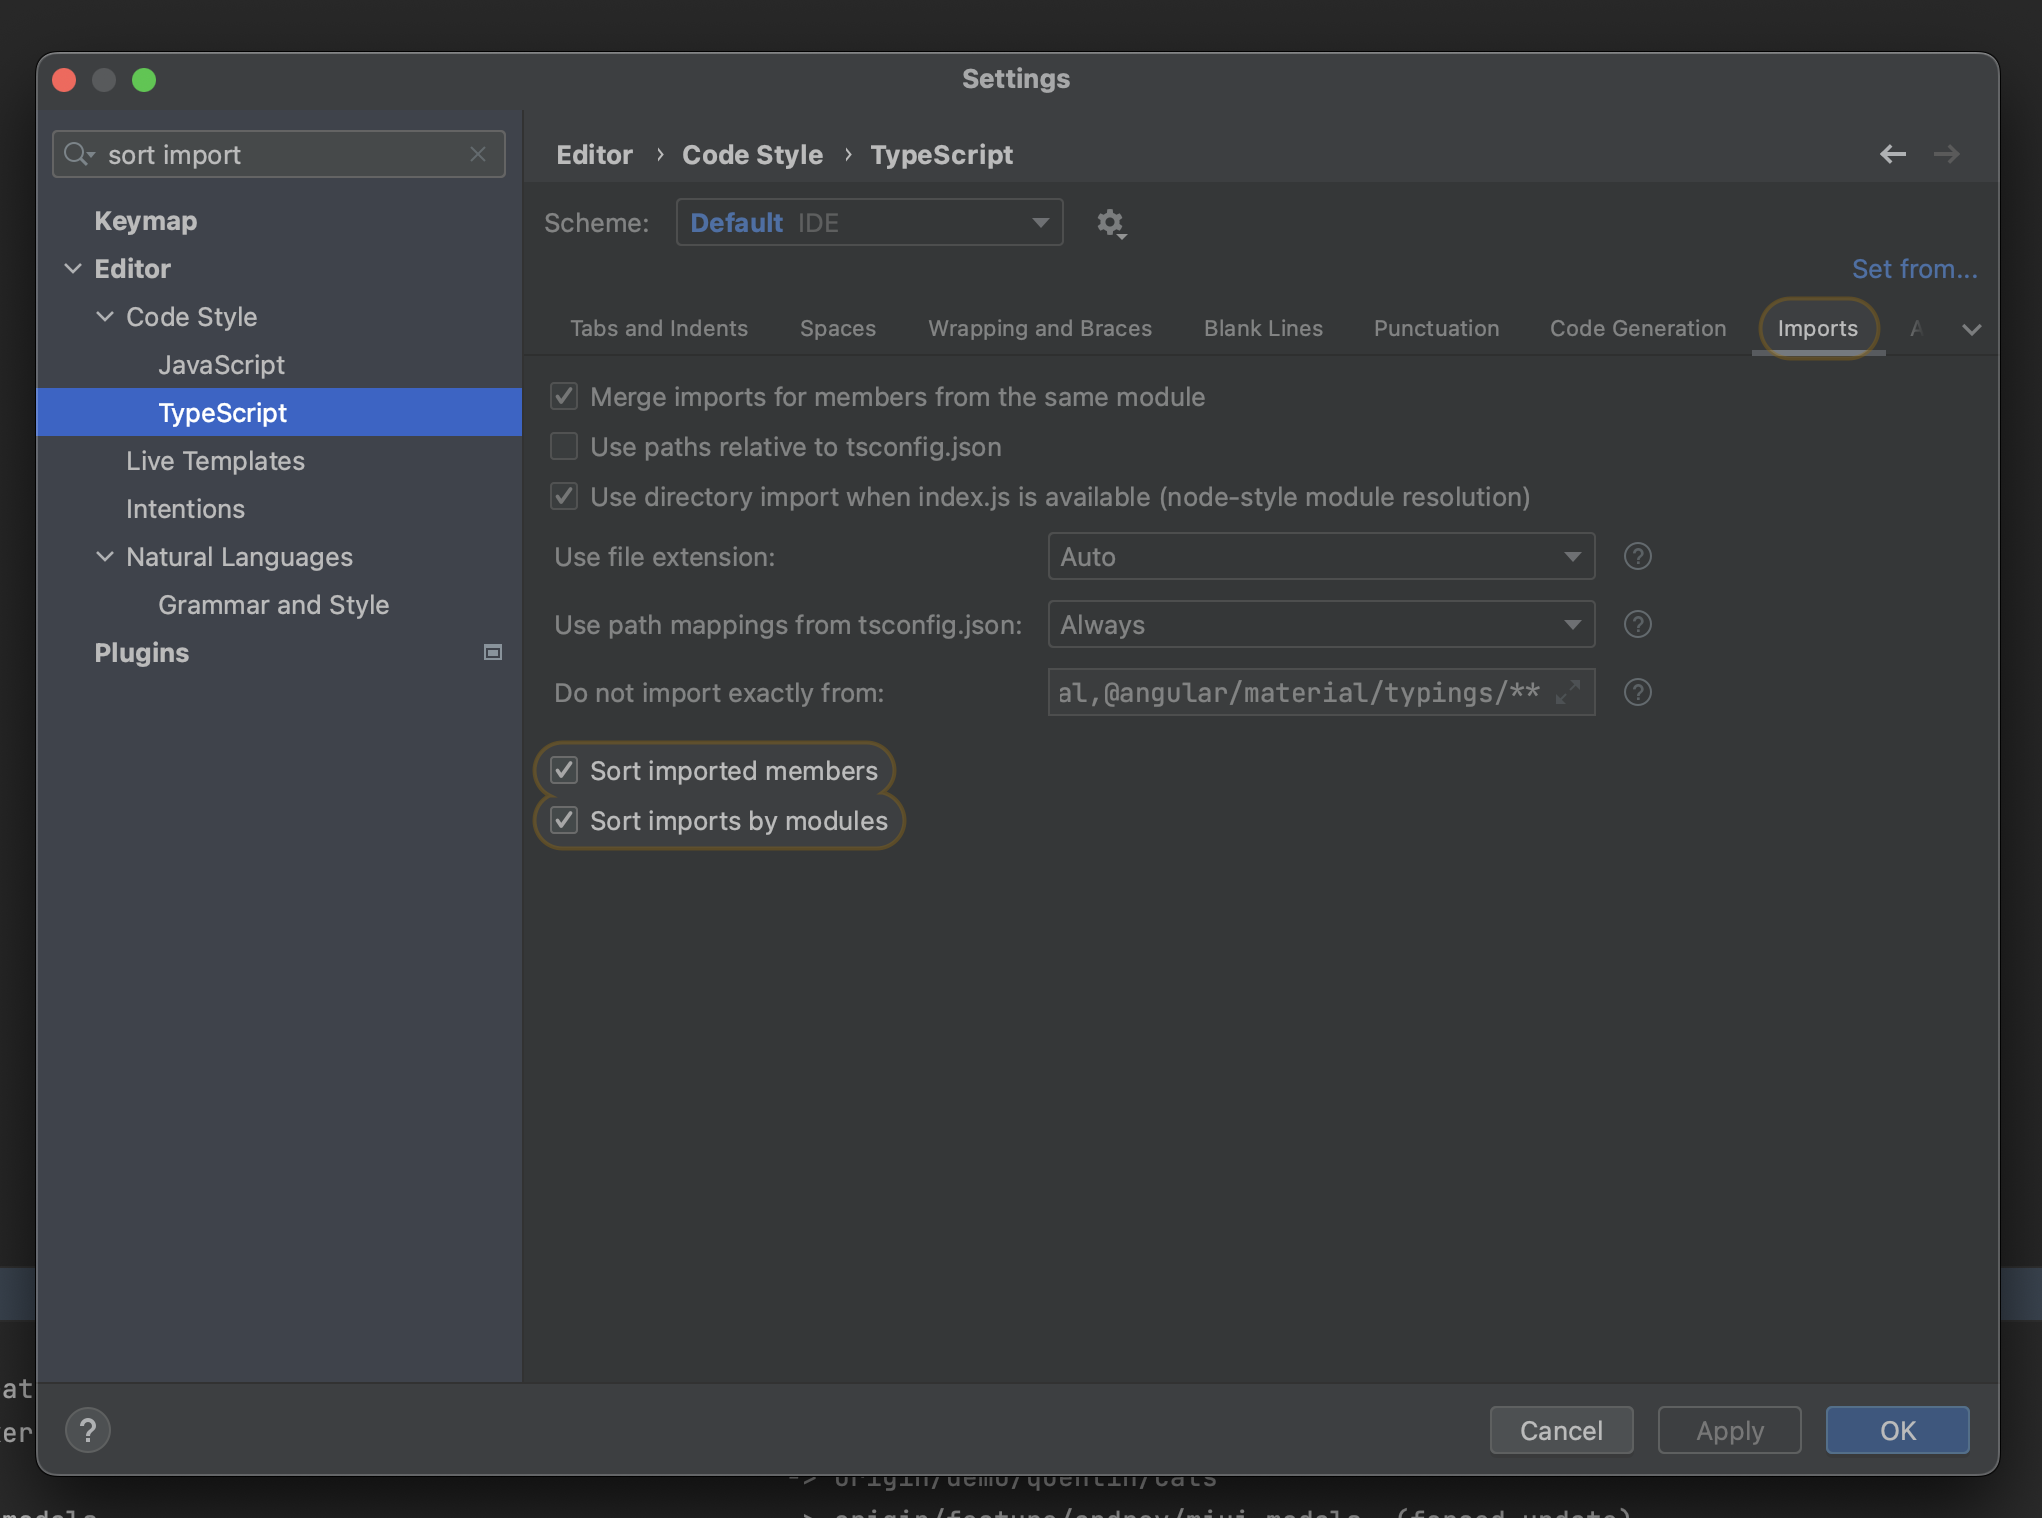 Settings
sort import
Keymap
Editor
Code Style
JavaScript
TypeScript
Live Templates
Intentions
Natural Languages
Grammar and Style
Plugins
Editor › Code Style › TypeScript
Scheme: Default IDE
Set from...
Tabs and Indents Spaces Wrapping and Braces Blank Lines Punctuation Code Generation Imports A
Merge imports for members from the same module
Use paths relative to tsconfig.json
Use directory import when index.js is available (node-style module resolution)
Use file extension: Auto ?
Use path mappings from tsconfig.json: Always ?
Do not import exactly from: al,@angular/material/typings/** ?
Sort imported members
Sort imports by modules
at
er
? Cancel Apply OK
-> origin/demo/quentin/cats